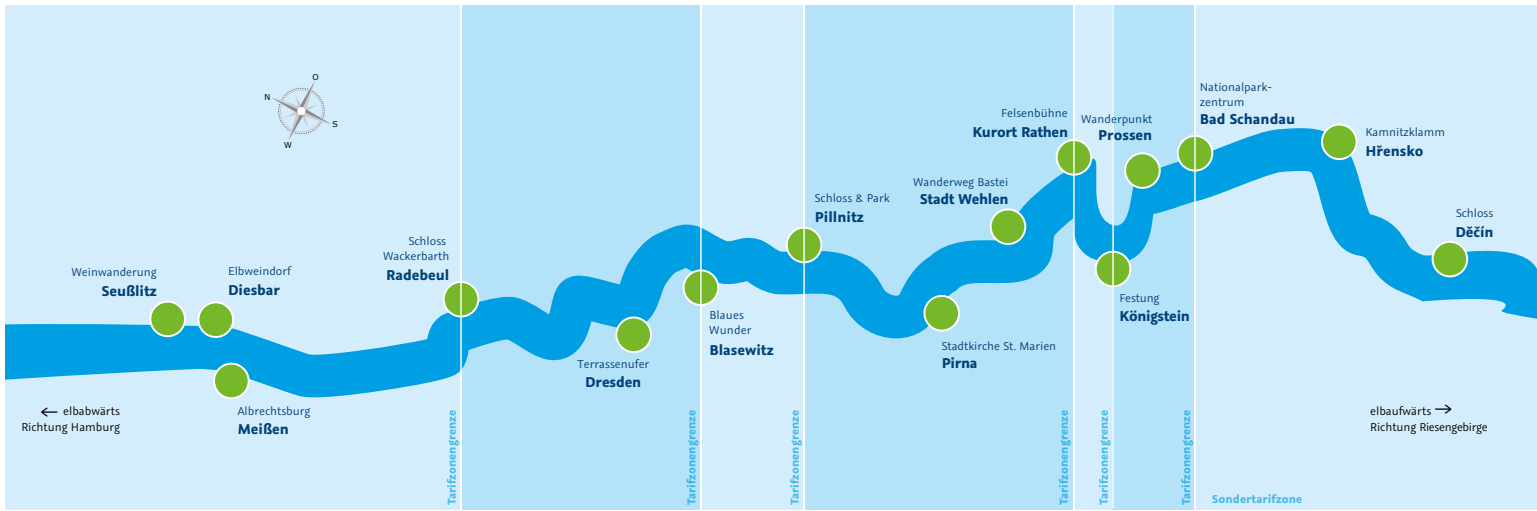 O
N
S
W
Weinwanderung
Seußlitz
Elbweindorf
Diesbar
Albrechtsburg
Meißen
← elbabwärts
Richtung Hamburg
Schloss
Wackerbarth
Radebeul
Tarifzonengrenze
Terrassenufer
Dresden
Tarifzonengrenze
Blaues
Wunder
Blasewitz
Tarifzonengrenze
Schloss & Park
Pillnitz
Stadtkirche St. Marien
Pirna
Wanderweg Bastei
Stadt Wehlen
Felsenbühne
Kurort Rathen
Tarifzonengrenze
Festung
Königstein
Tarifzonengrenze
Wanderpunkt
Prossen
Tarifzonengrenze
Nationalpark-
zentrum
Bad Schandau
Kamnitzklamm
Hřensko
Schloss
Děčín
elbaufwärts →
Richtung Riesengebirge
Sondertarifzone